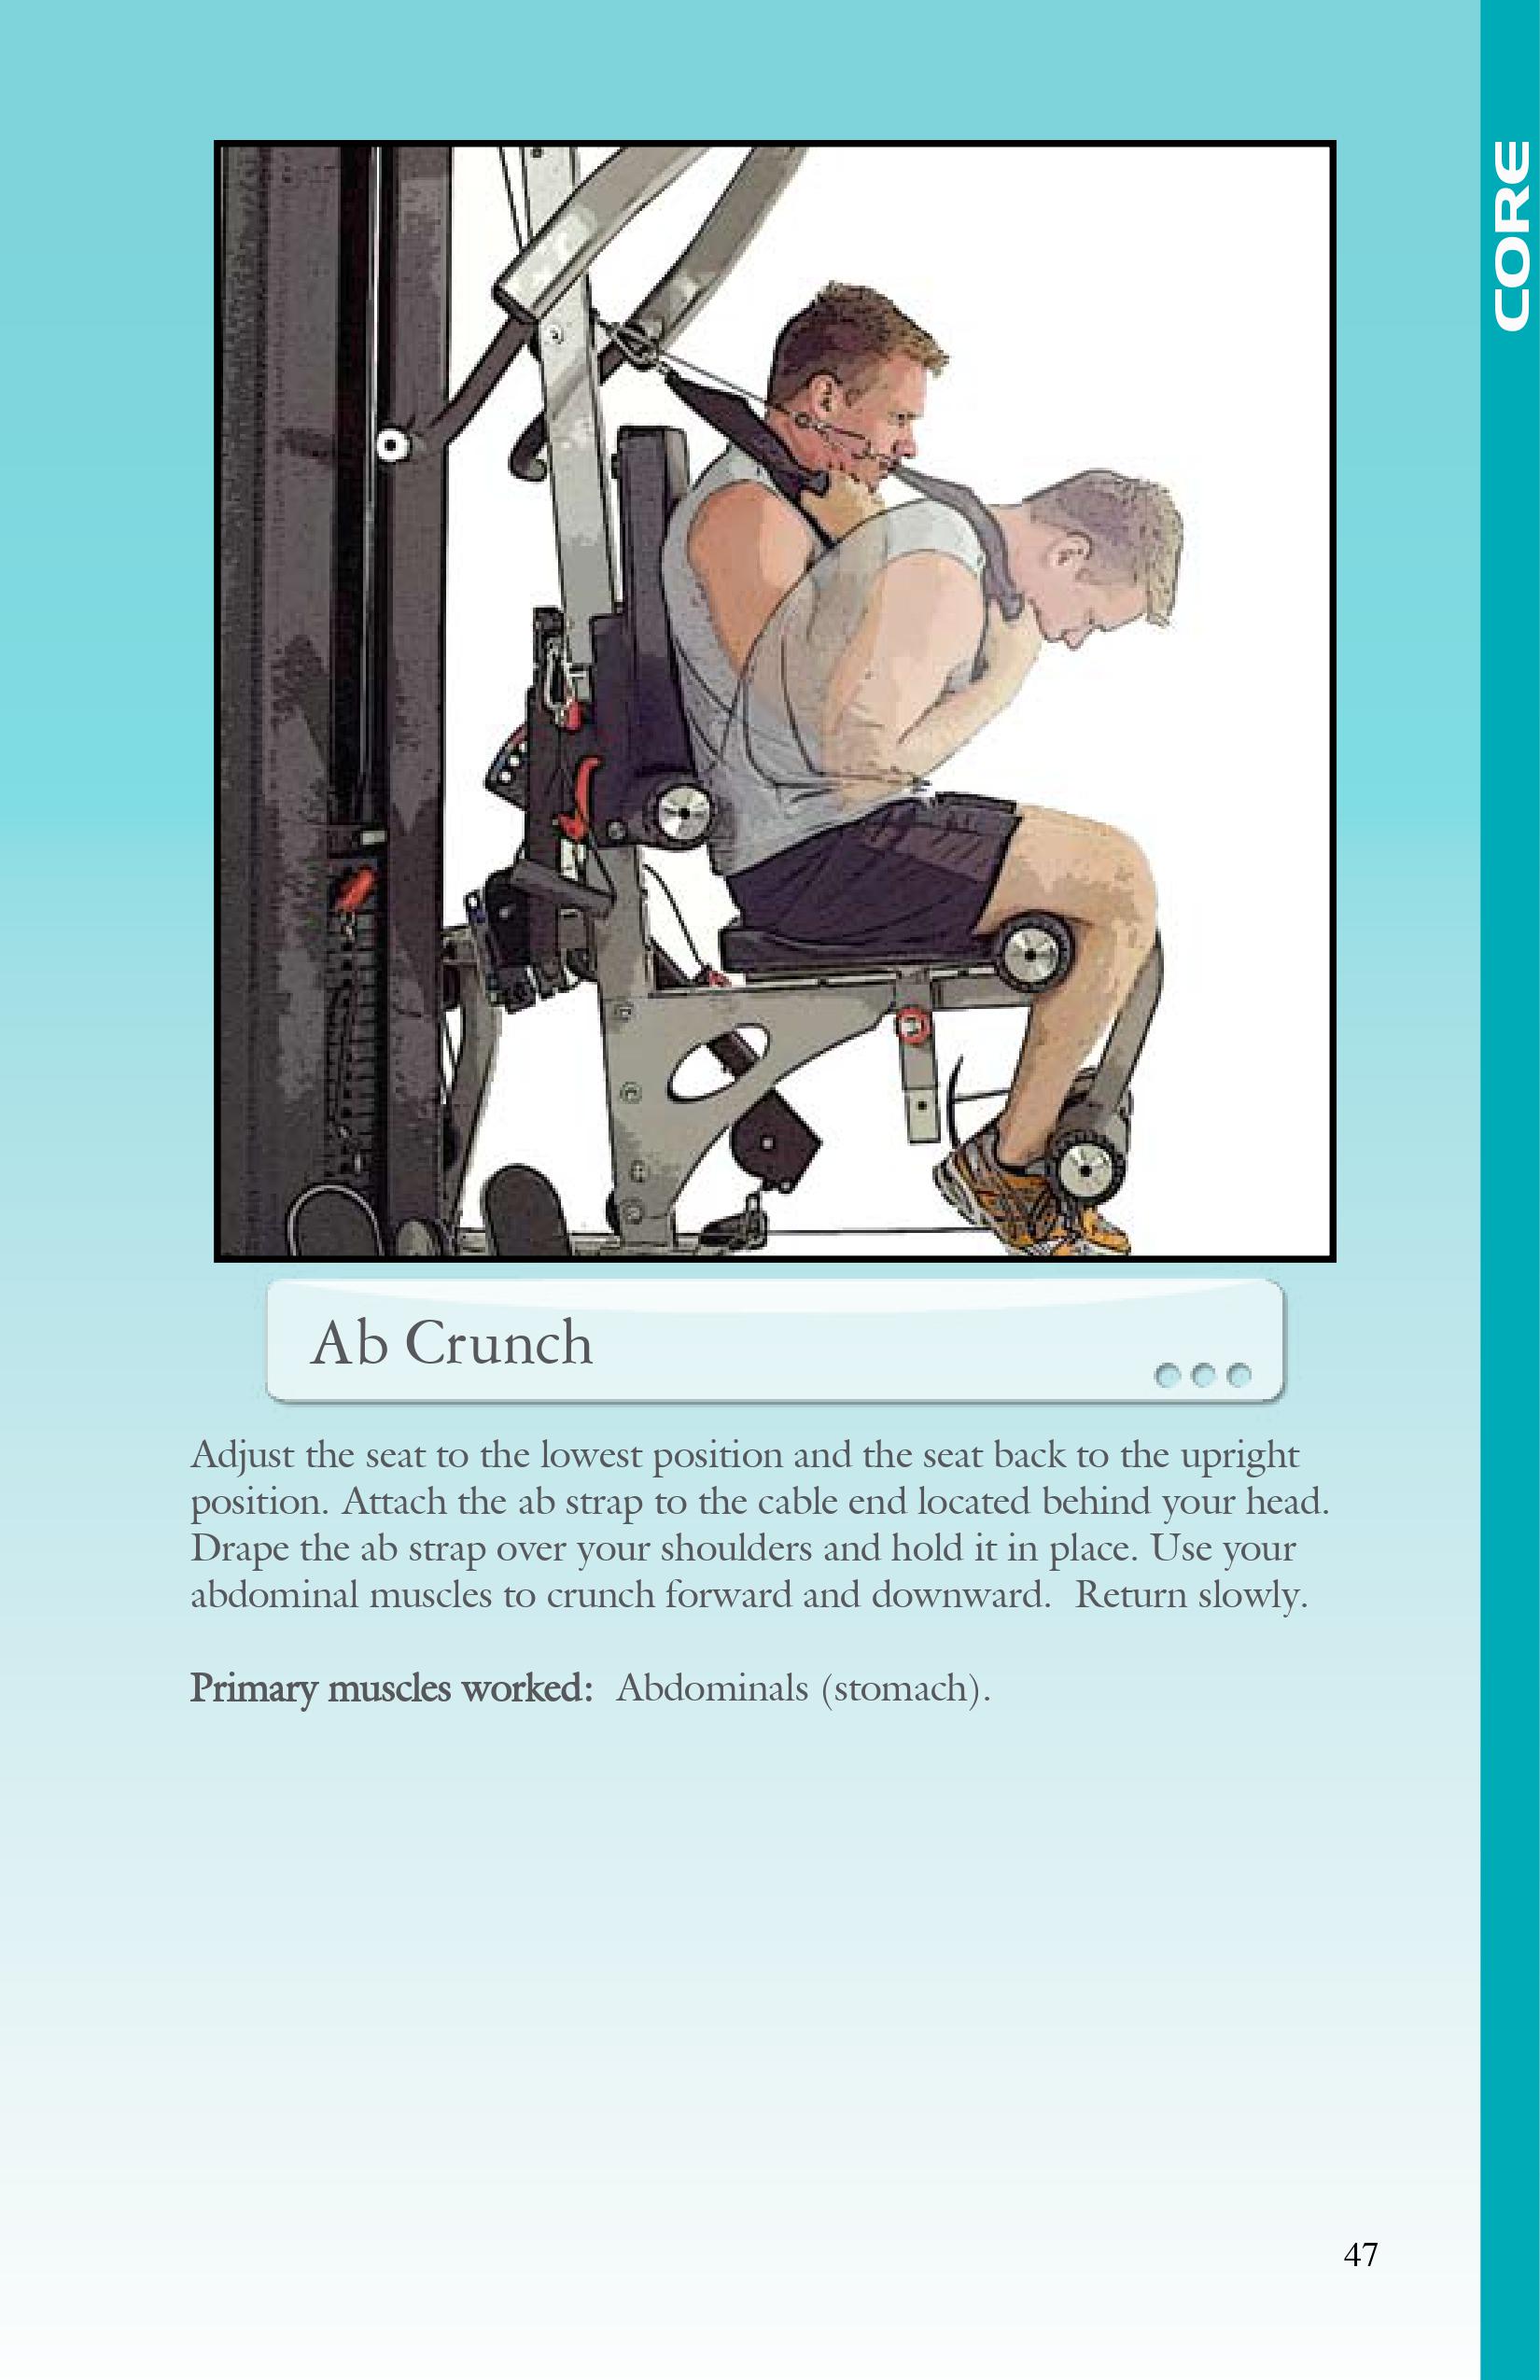 CORE
Ab Crunch
Adjust the seat to the lowest position and the seat back to the upright
position. Attach the ab strap to the cable end located behind your head.
Drape the ab strap over your shoulders and hold it in place. Use your
abdominal muscles to crunch forward and downward.  Return slowly.
Primary muscles worked:  Abdominals (stomach).
47